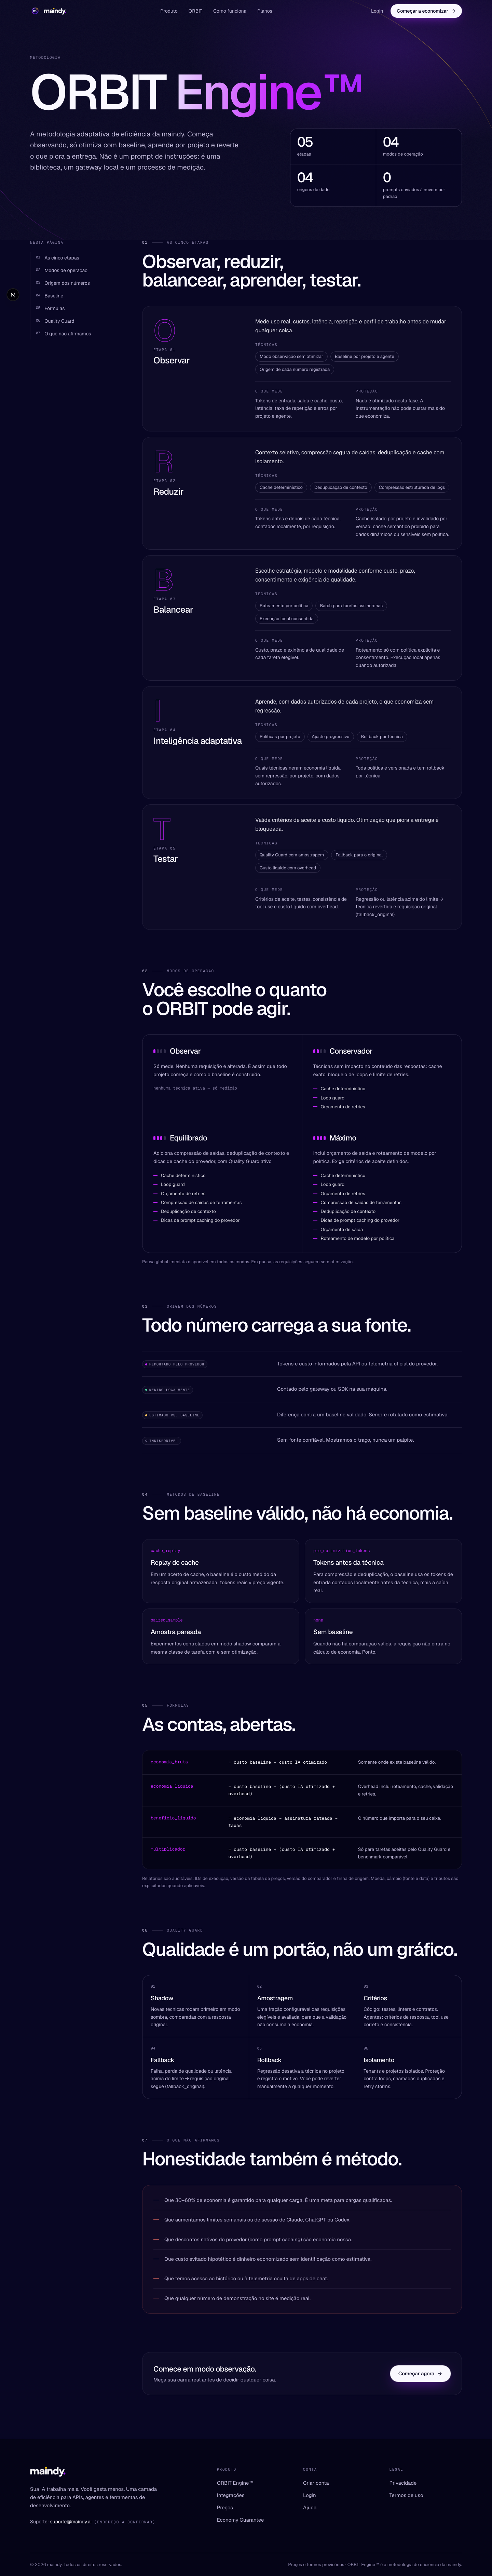 maindy.
Produto
ORBIT
Como funciona
Planos
Login
Começar a economizar →
METODOLOGIA
ORBIT Engine™
A metodologia adaptativa de eficiência da maindy. Começa
observando, só otimiza com baseline, aprende por projeto e reverte
o que piora a entrega. Não é um prompt de instruções: é uma
biblioteca, um gateway local e um processo de medição.
05
etapas
04
modos de operação
04
origens de dado
0
prompts enviados à nuvem por
padrão
NESTA PÁGINA
01 As cinco etapas
02 Modos de operação
03 Origem dos números
04 Baseline
05 Fórmulas
06 Quality Guard
07 O que não afirmamos
N
01 AS CINCO ETAPAS
Observar, reduzir,
balancear, aprender, testar.
O
ETAPA 01
Observar
Mede uso real, custos, latência, repetição e perfil de trabalho antes de mudar
qualquer coisa.
TÉCNICAS
Modo observação sem otimizar
Baseline por projeto e agente
Origem de cada número registrada
O QUE MEDE
Tokens de entrada, saída e cache, custo,
latência, taxa de repetição e erros por
projeto e agente.
PROTEÇÃO
Nada é otimizado nesta fase. A
instrumentação não pode custar mais do
que economiza.
R
ETAPA 02
Reduzir
Contexto seletivo, compressão segura de saídas, deduplicação e cache com
isolamento.
TÉCNICAS
Cache determinístico
Deduplicação de contexto
Compressão estruturada de logs
O QUE MEDE
Tokens antes e depois de cada técnica,
contados localmente, por requisição.
PROTEÇÃO
Cache isolado por projeto e invalidado por
versão; cache semântico proibido para
dados dinâmicos ou sensíveis sem política.
B
ETAPA 03
Balancear
Escolhe estratégia, modelo e modalidade conforme custo, prazo,
consentimento e exigência de qualidade.
TÉCNICAS
Roteamento por política
Batch para tarefas assíncronas
Execução local consentida
O QUE MEDE
Custo, prazo e exigência de qualidade de
cada tarefa elegível.
PROTEÇÃO
Roteamento só com política explícita e
consentimento. Execução local apenas
quando autorizada.
I
ETAPA 04
Inteligência adaptativa
Aprende, com dados autorizados de cada projeto, o que economiza sem
regressão.
TÉCNICAS
Políticas por projeto
Ajuste progressivo
Rollback por técnica
O QUE MEDE
Quais técnicas geram economia líquida
sem regressão, por projeto, com dados
autorizados.
PROTEÇÃO
Toda política é versionada e tem rollback
por técnica.
T
ETAPA 05
Testar
Valida critérios de aceite e custo líquido. Otimização que piora a entrega é
bloqueada.
TÉCNICAS
Quality Guard com amostragem
Fallback para o original
Custo líquido com overhead
O QUE MEDE
Critérios de aceite, testes, consistência de
tool use e custo líquido com overhead.
PROTEÇÃO
Regressão ou latência acima do limite →
técnica revertida e requisição original
(fallback_original).
02 MODOS DE OPERAÇÃO
Você escolhe o quanto
o ORBIT pode agir.
Observar
Só mede. Nenhuma requisição é alterada. É assim que todo
projeto começa e como o baseline é construído.
nenhuma técnica ativa — só medição
Conservador
Técnicas sem impacto no conteúdo das respostas: cache
exato, bloqueio de loops e limite de retries.
— Cache determinístico
— Loop guard
— Orçamento de retries
Equilibrado
Adiciona compressão de saídas, deduplicação de contexto e
dicas de cache do provedor, com Quality Guard ativo.
— Cache determinístico
— Loop guard
— Orçamento de retries
— Compressão de saídas de ferramentas
— Deduplicação de contexto
— Dicas de prompt caching do provedor
Máximo
Inclui orçamento de saída e roteamento de modelo por
política. Exige critérios de aceite definidos.
— Cache determinístico
— Loop guard
— Orçamento de retries
— Compressão de saídas de ferramentas
— Deduplicação de contexto
— Dicas de prompt caching do provedor
— Orçamento de saída
— Roteamento de modelo por política
Pausa global imediata disponível em todos os modos. Em pausa, as requisições seguem sem otimização.
03 ORIGEM DOS NÚMEROS
Todo número carrega a sua fonte.
REPORTADO PELO PROVEDOR
Tokens e custo informados pela API ou telemetria oficial do provedor.
MEDIDO LOCALMENTE
Contado pelo gateway ou SDK na sua máquina.
ESTIMADO VS. BASELINE
Diferença contra um baseline validado. Sempre rotulado como estimativa.
INDISPONÍVEL
Sem fonte confiável. Mostramos o traço, nunca um palpite.
04 MÉTODOS DE BASELINE
Sem baseline válido, não há economia.
cache_replay
Replay de cache
Em um acerto de cache, o baseline é o custo medido da
resposta original armazenada: tokens reais × preço vigente.
pre_optimization_tokens
Tokens antes da técnica
Para compressão e deduplicação, o baseline usa os tokens de
entrada contados localmente antes da técnica, mais a saída
real.
paired_sample
Amostra pareada
Experimentos controlados em modo shadow comparam a
mesma classe de tarefa com e sem otimização.
none
Sem baseline
Quando não há comparação válida, a requisição não entra no
cálculo de economia. Ponto.
05 FÓRMULAS
As contas, abertas.
economia_bruta
= custo_baseline − custo_IA_otimizado
Somente onde existe baseline válido.
economia_liquida
= custo_baseline − (custo_IA_otimizado +
overhead)
Overhead inclui roteamento, cache, validação
e retries.
beneficio_liquido
= economia_liquida − assinatura_rateada −
taxas
O número que importa para o seu caixa.
multiplicador
= custo_baseline ÷ (custo_IA_otimizado +
overhead)
Só para tarefas aceitas pelo Quality Guard e
benchmark comparável.
Relatórios são auditáveis: IDs de execução, versão da tabela de preços, versão do comparador e trilha de origem. Moeda, câmbio (fonte e data) e tributos são
explicitados quando aplicáveis.
06 QUALITY GUARD
Qualidade é um portão, não um gráfico.
01
Shadow
Novas técnicas rodam primeiro em modo
sombra, comparadas com a resposta
original.
02
Amostragem
Uma fração configurável das requisições
elegíveis é avaliada, para que a validação
não consuma a economia.
03
Critérios
Código: testes, linters e contratos.
Agentes: critérios de resposta, tool use
correto e consistência.
04
Fallback
Falha, perda de qualidade ou latência
acima do limite → requisição original
segue (fallback_original).
05
Rollback
Regressão desativa a técnica no projeto
e registra o motivo. Você pode reverter
manualmente a qualquer momento.
06
Isolamento
Tenants e projetos isolados. Proteção
contra loops, chamadas duplicadas e
retry storms.
07 O QUE NÃO AFIRMAMOS
Honestidade também é método.
— Que 30–60% de economia é garantido para qualquer carga. É uma meta para cargas qualificadas.
— Que aumentamos limites semanais ou de sessão de Claude, ChatGPT ou Codex.
— Que descontos nativos do provedor (como prompt caching) são economia nossa.
— Que custo evitado hipotético é dinheiro economizado sem identificação como estimativa.
— Que temos acesso ao histórico ou à telemetria oculta de apps de chat.
— Que qualquer número de demonstração no site é medição real.
Comece em modo observação.
Meça sua carga real antes de decidir qualquer coisa.
Começar agora →
maindy.
Sua IA trabalha mais. Você gasta menos. Uma camada
de eficiência para APIs, agentes e ferramentas de
desenvolvimento.
Suporte: suporte@maindy.ai (ENDEREÇO A CONFIRMAR)
PRODUTO
ORBIT Engine™
Integrações
Preços
Economy Guarantee
CONTA
Criar conta
Login
Ajuda
LEGAL
Privacidade
Termos de uso
© 2026 maindy. Todos os direitos reservados.
Preços e termos provisórios · ORBIT Engine™ é a metodologia de eficiência da maindy.